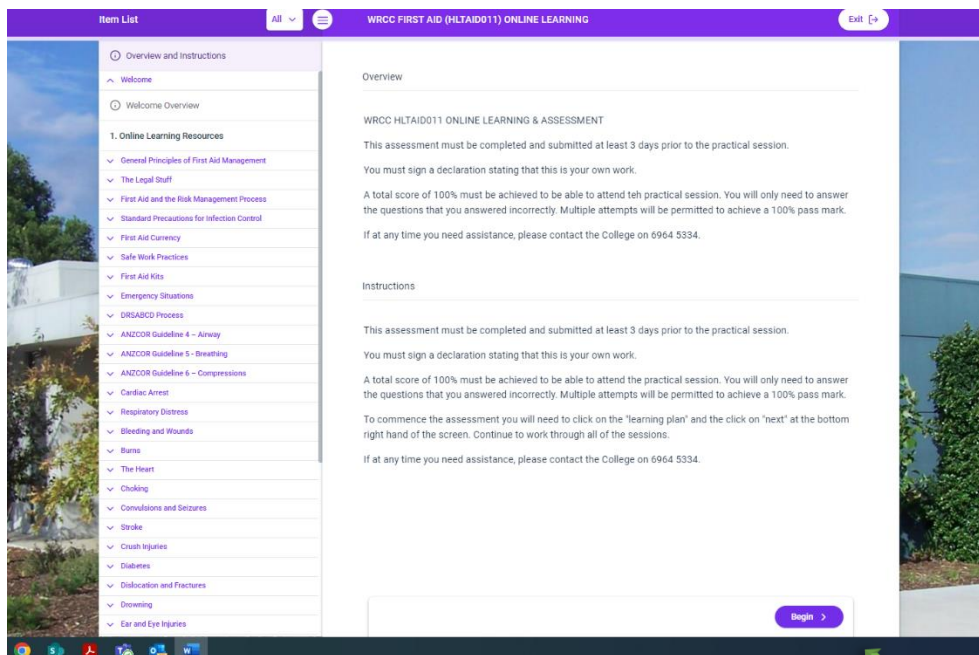 Item List
All
WRCC FIRST AID (HLTAID011) ONLINE LEARNING
Exit
Overview and Instructions
Welcome
Welcome Overview
1. Online Learning Resources
General Principles of First Aid Management
The Legal Stuff
First Aid and the Risk Management Process
Standard Precautions for Infection Control
First Aid Currency
Safe Work Practices
First Aid Kits
Emergency Situations
DRSABCD Process
ANZCOR Guideline 4 – Airway
ANZCOR Guideline 5 - Breathing
ANZCOR Guideline 6 – Compressions
Cardiac Arrest
Respiratory Distress
Bleeding and Wounds
Burns
The Heart
Choking
Convulsions and Seizures
Stroke
Crush Injuries
Diabetes
Dislocation and Fractures
Drowning
Ear and Eye Injuries
Overview
WRCC HLTAID011 ONLINE LEARNING & ASSESSMENT
This assessment must be completed and submitted at least 3 days prior to the practical session.
You must sign a declaration stating that this is your own work.
A total score of 100% must be achieved to be able to attend teh practical session. You will only need to answer
the questions that you answered incorrectly. Multiple attempts will be permitted to achieve a 100% pass mark.
If at any time you need assistance, please contact the College on 6964 5334.
Instructions
This assessment must be completed and submitted at least 3 days prior to the practical session.
You must sign a declaration stating that this is your own work.
A total score of 100% must be achieved to be able to attend the practical session. You will only need to answer
the questions that you answered incorrectly. Multiple attempts will be permitted to achieve a 100% pass mark.
To commence the assessment you will need to click on the "learning plan" and the click on "next" at the bottom
right hand of the screen. Continue to work through all of the sessions.
If at any time you need assistance, please contact the College on 6964 5334.
Begin